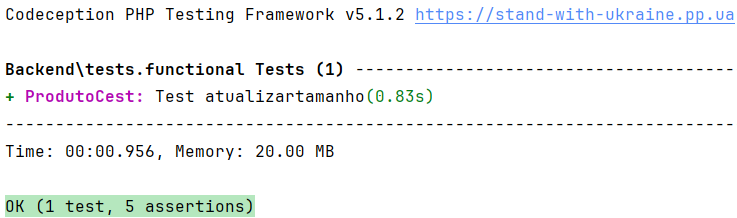 Codeception PHP Testing Framework v5.1.2 https://stand-with-ukraine.pp.ua
Backend\tests.functional Tests (1) --------------------------------------
+ ProdutoCest: Test atualizartamanho(0.83s)
-------------------------------------------------------------------------
Time: 00:00.956, Memory: 20.00 MB
OK (1 test, 5 assertions)